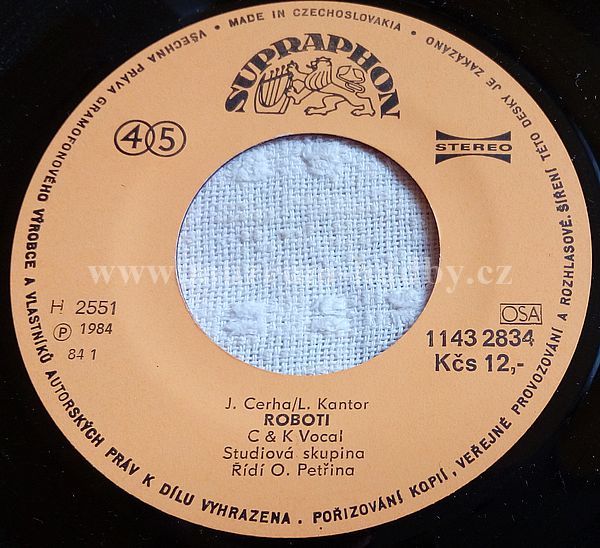 VŠECHNA PRÁVA GRAMOFONOVÉHO VÝROBCE A VLASTNÍKŮ AUTORSKÝCH PRÁV K DÍLU VYHRAZENA. POŘIZOVÁNÍ KOPIÍ, VEŘEJNÉ PROVOZOVÁNÍ A ROZHLASOVÉ ŠÍŘENÍ TÉTO DESKY JE ZAKÁZÁNO
• MADE IN CZECHOSLOVAKIA •
SUPRAPHON
45
STEREO
H 2551
Ⓟ 1984
84 1
OSA
1143 2834
Kčs 12,-
J. Cerha/L. Kantor
ROBOTI
C & K Vocal
Studiová skupina
Řídí O. Petřina